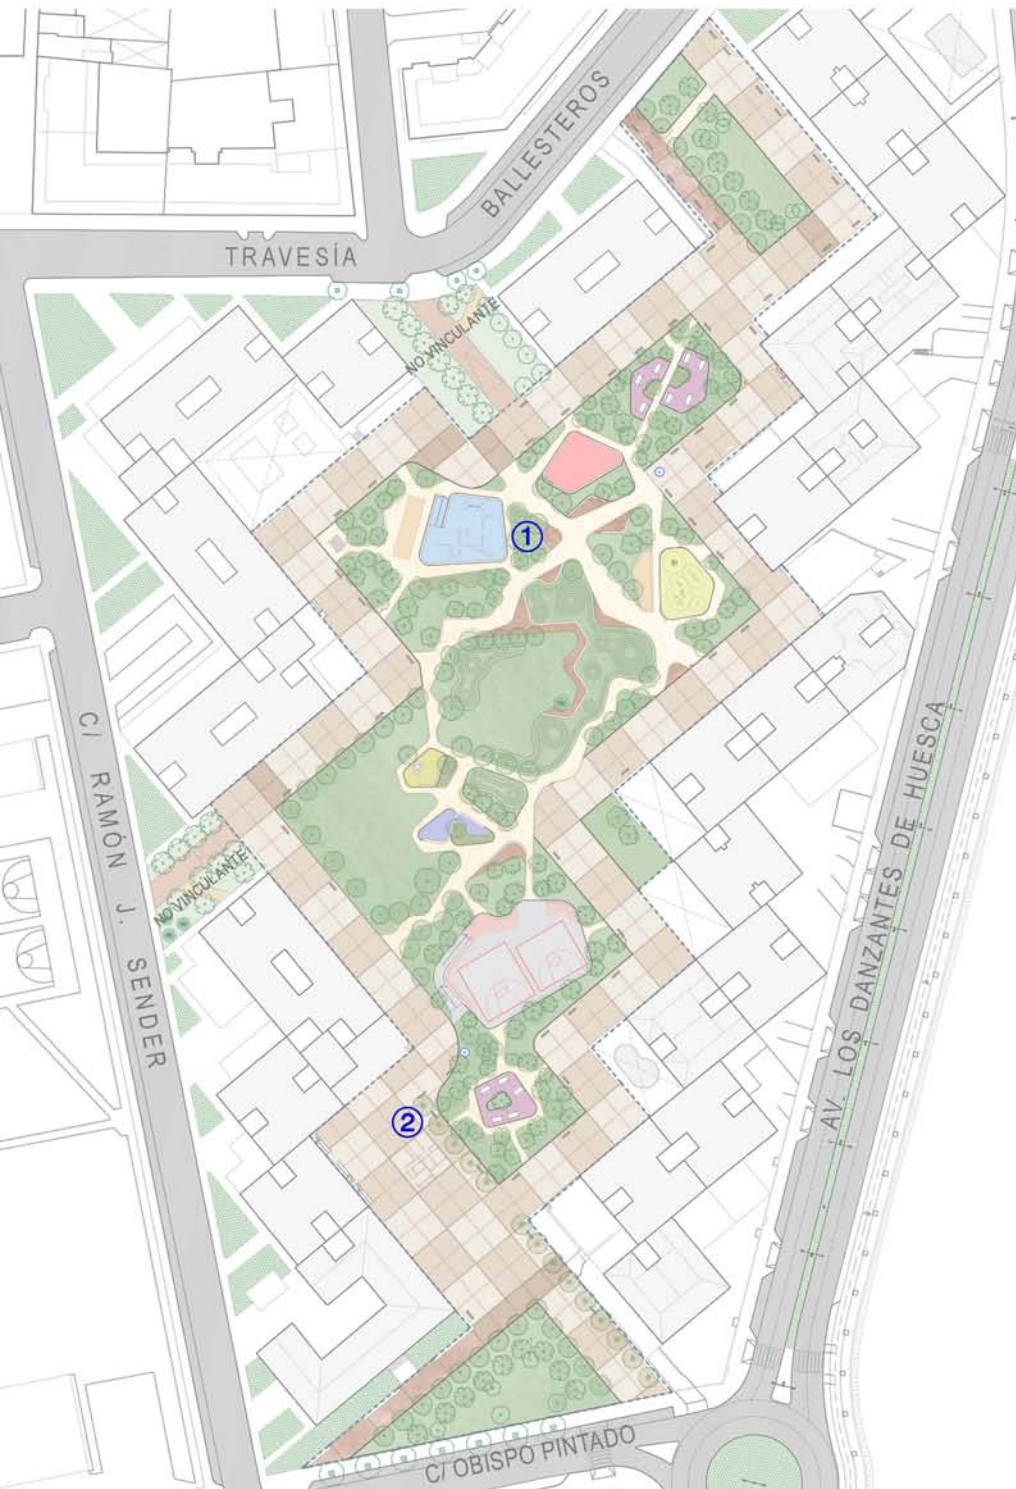 BALLESTEROS
TRAVESÍA
NO VINCULANTE
1
C/ RAMÓN J. SENDER
AV. LOS DANZANTES DE HUESCA
NO VINCULANTE
2
C/ OBISPO PINTADO